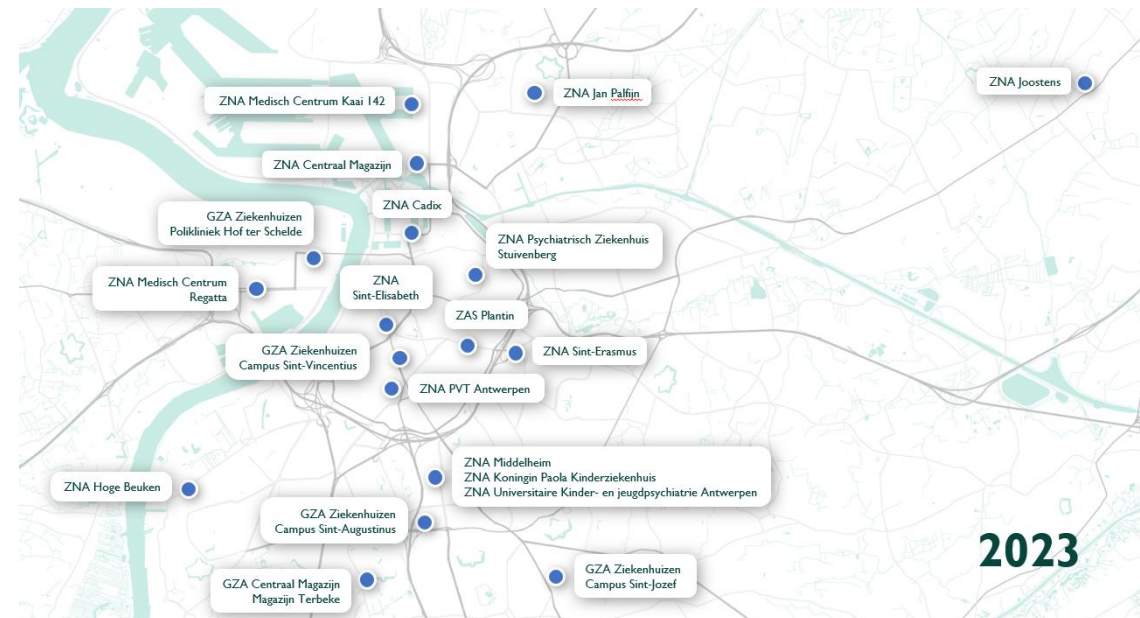 ZNA Medisch Centrum Kaai 142
ZNA Jan Palfijn
ZNA Joostens
ZNA Centraal Magazijn
ZNA Cadix
GZA Ziekenhuizen
Polikliniek Hof ter Schelde
ZNA Psychiatrisch Ziekenhuis
Stuivenberg
ZNA Medisch Centrum
Regatta
ZNA
Sint-Elisabeth
ZAS Plantin
GZA Ziekenhuizen
Campus Sint-Vincentius
ZNA Sint-Erasmus
ZNA PVT Antwerpen
ZNA Middelheim
ZNA Koningin Paola Kinderziekenhuis
ZNA Universitaire Kinder- en jeugdpsychiatrie Antwerpen
ZNA Hoge Beuken
GZA Ziekenhuizen
Campus Sint-Augustinus
2023
GZA Centraal Magazijn
Magazijn Terbeke
GZA Ziekenhuizen
Campus Sint-Jozef